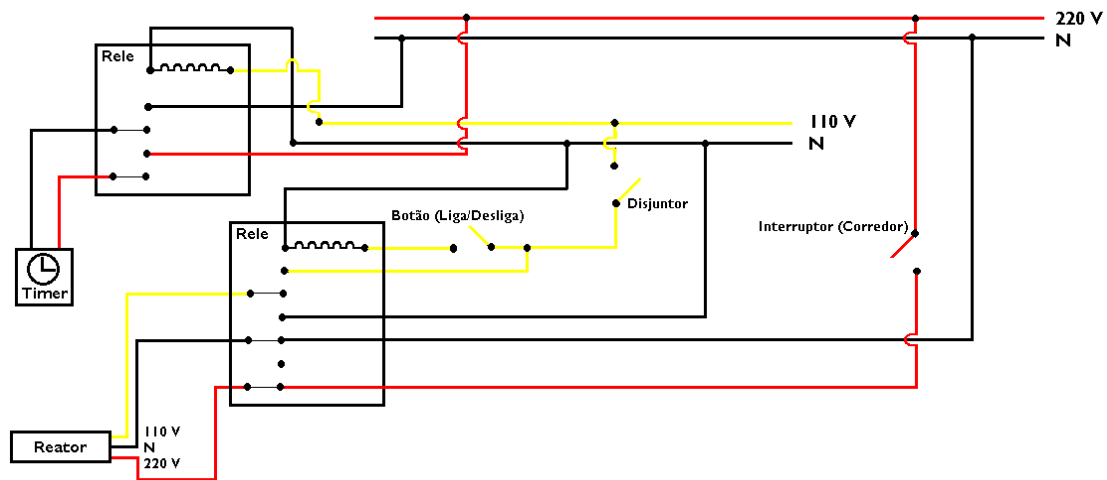 220 V
N
Rele
110 V
N
Disjuntor
Botão (Liga/Desliga)
Interruptor (Corredor)
Rele
Timer
110 V
N
220 V
Reator